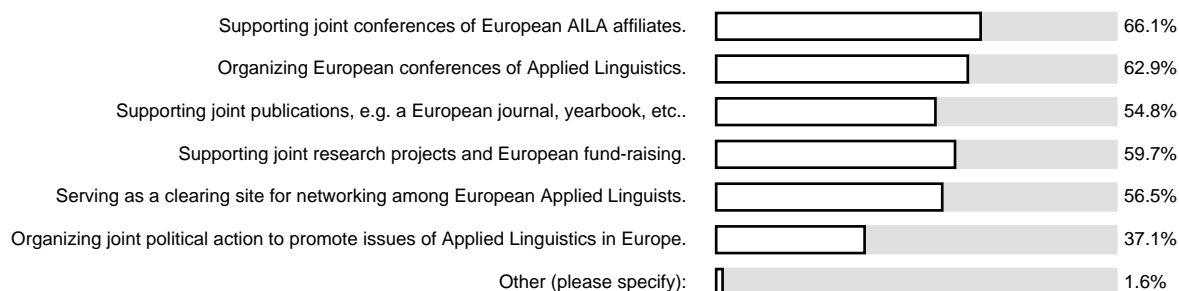 Supporting joint conferences of European AILA affiliates. 66.1%
Organizing European conferences of Applied Linguistics. 62.9%
Supporting joint publications, e.g. a European journal, yearbook, etc.. 54.8%
Supporting joint research projects and European fund-raising. 59.7%
Serving as a clearing site for networking among European Applied Linguists. 56.5%
Organizing joint political action to promote issues of Applied Linguistics in Europe. 37.1%
Other (please specify): 1.6%